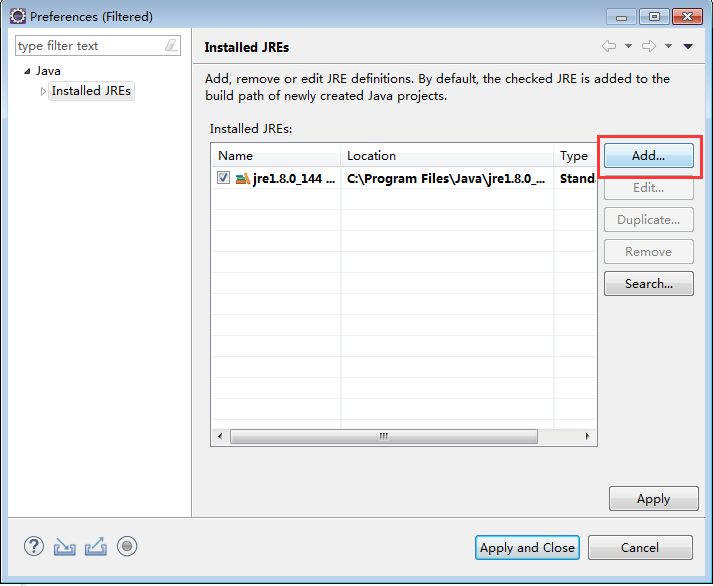 Preferences (Filtered)
type filter text
Java
Installed JREs
Installed JREs
Add, remove or edit JRE definitions. By default, the checked JRE is added to the
build path of newly created Java projects.
Installed JREs:
Name Location Type
jre1.8.0_144 ... C:\Program Files\Java\jre1.8.0_... Stand
Add...
Edit...
Duplicate...
Remove
Search...
Apply
Apply and Close Cancel